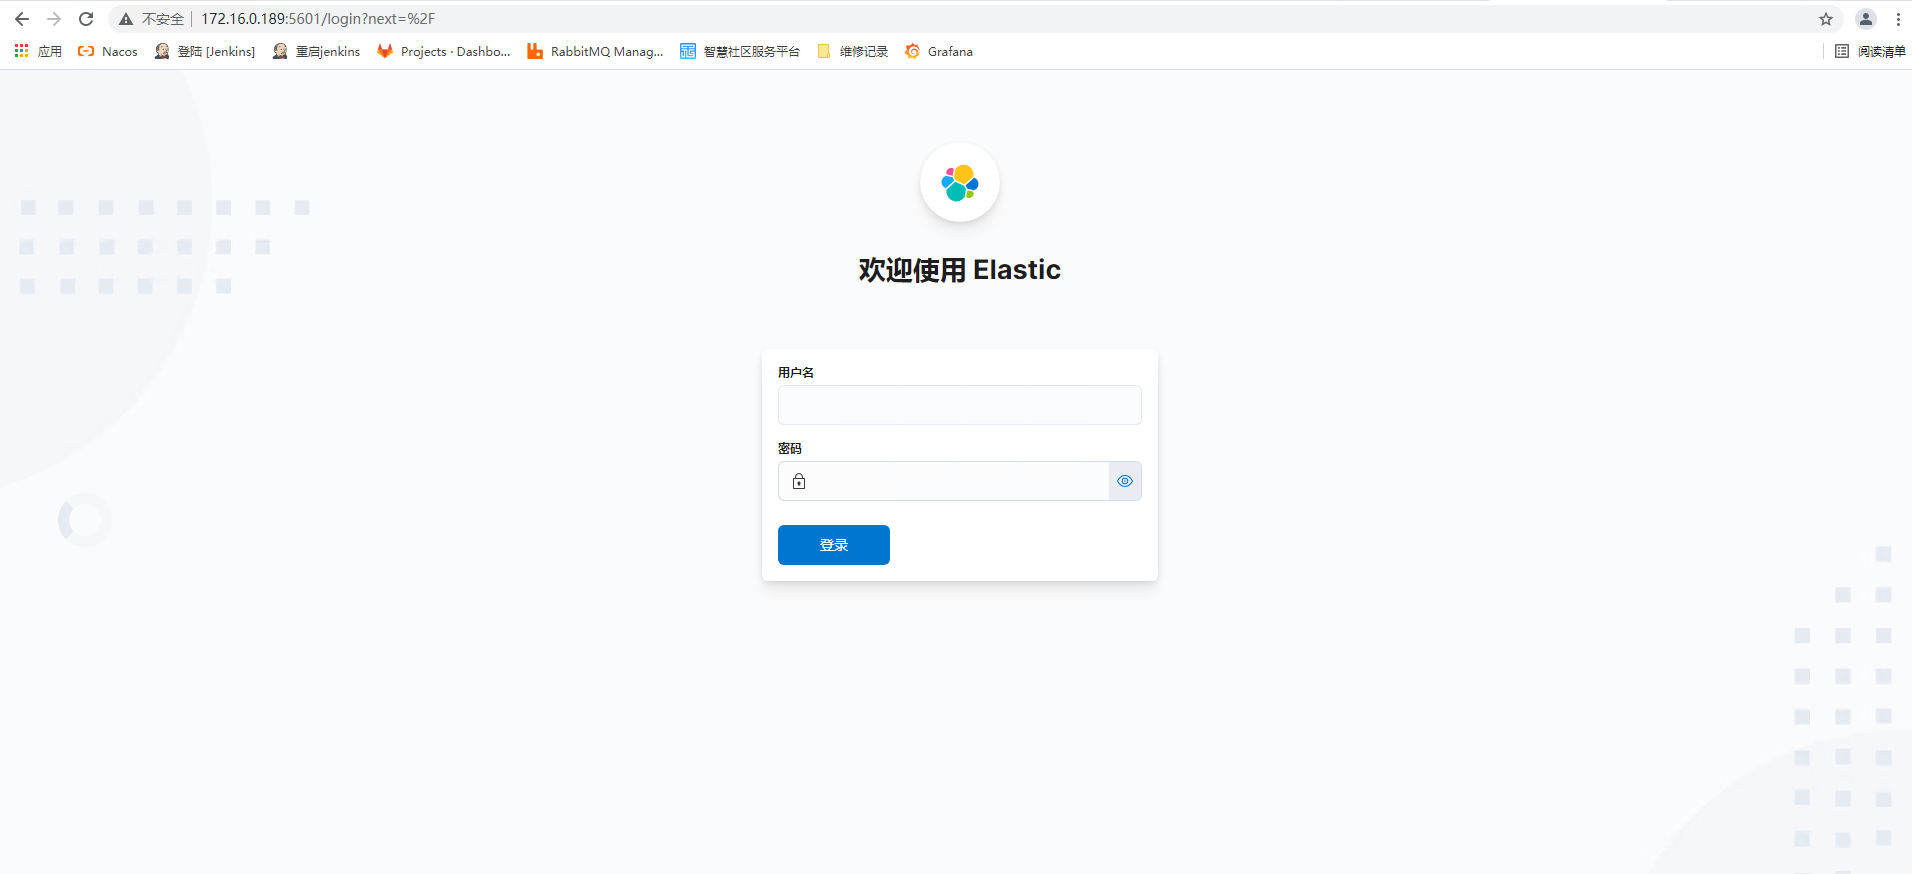 不安全 172.16.0.189:5601/login?next=%2F
应用 Nacos 登陆 [Jenkins] 重启jenkins Projects · Dashbo... RabbitMQ Manag... 智慧社区服务平台 维修记录 Grafana 阅读清单
欢迎使用 Elastic
用户名
密码
登录